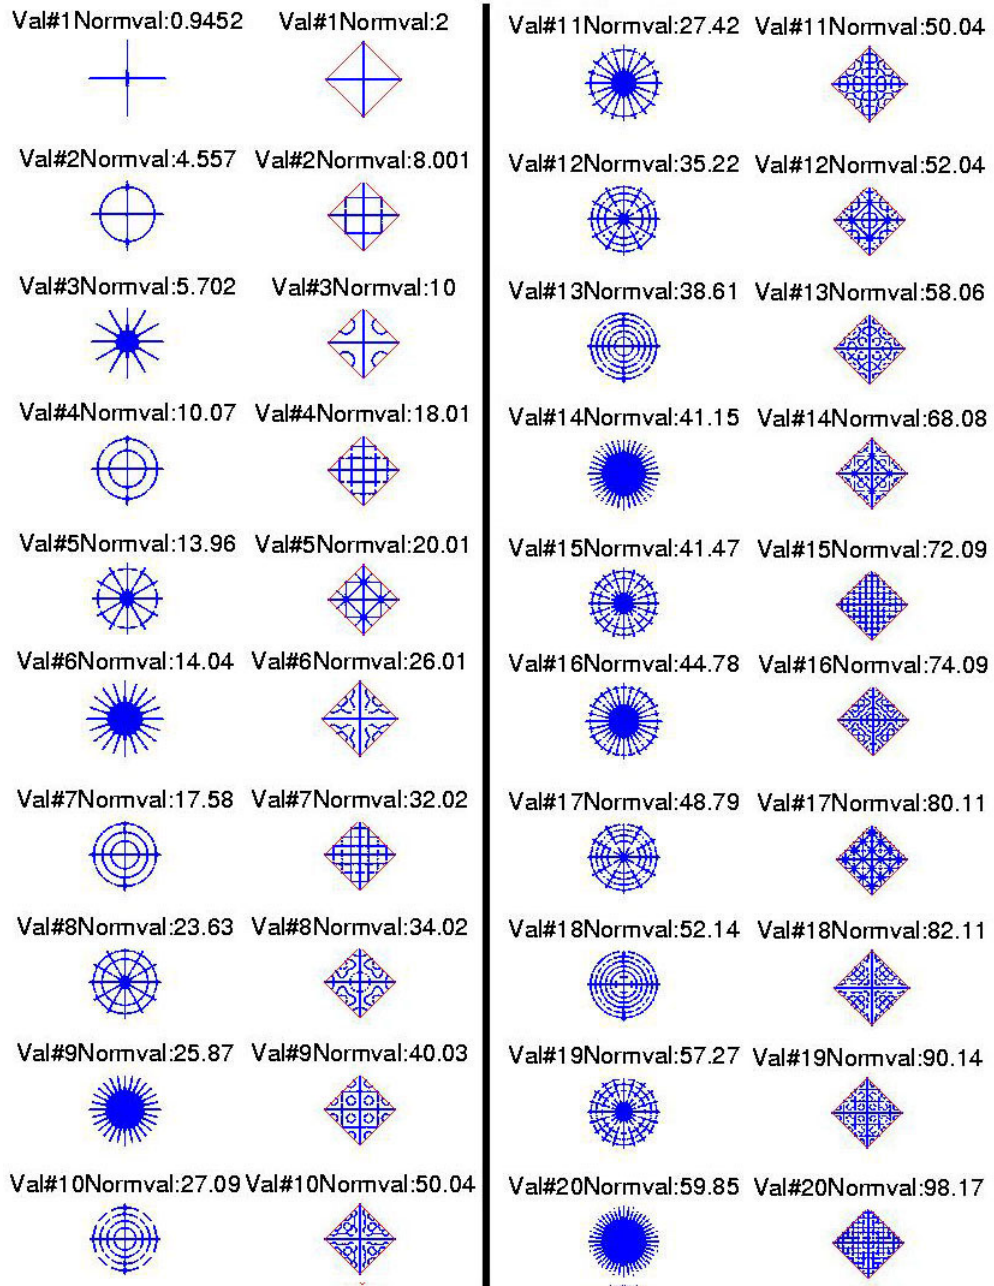 Val#1Normval:0.9452 Val#1Normval:2
Val#2Normval:4.557 Val#2Normval:8.001
Val#3Normval:5.702 Val#3Normval:10
Val#4Normval:10.07 Val#4Normval:18.01
Val#5Normval:13.96 Val#5Normval:20.01
Val#6Normval:14.04 Val#6Normval:26.01
Val#7Normval:17.58 Val#7Normval:32.02
Val#8Normval:23.63 Val#8Normval:34.02
Val#9Normval:25.87 Val#9Normval:40.03
Val#10Normval:27.09 Val#10Normval:50.04
Val#11Normval:27.42 Val#11Normval:50.04
Val#12Normval:35.22 Val#12Normval:52.04
Val#13Normval:38.61 Val#13Normval:58.06
Val#14Normval:41.15 Val#14Normval:68.08
Val#15Normval:41.47 Val#15Normval:72.09
Val#16Normval:44.78 Val#16Normval:74.09
Val#17Normval:48.79 Val#17Normval:80.11
Val#18Normval:52.14 Val#18Normval:82.11
Val#19Normval:57.27 Val#19Normval:90.14
Val#20Normval:59.85 Val#20Normval:98.17